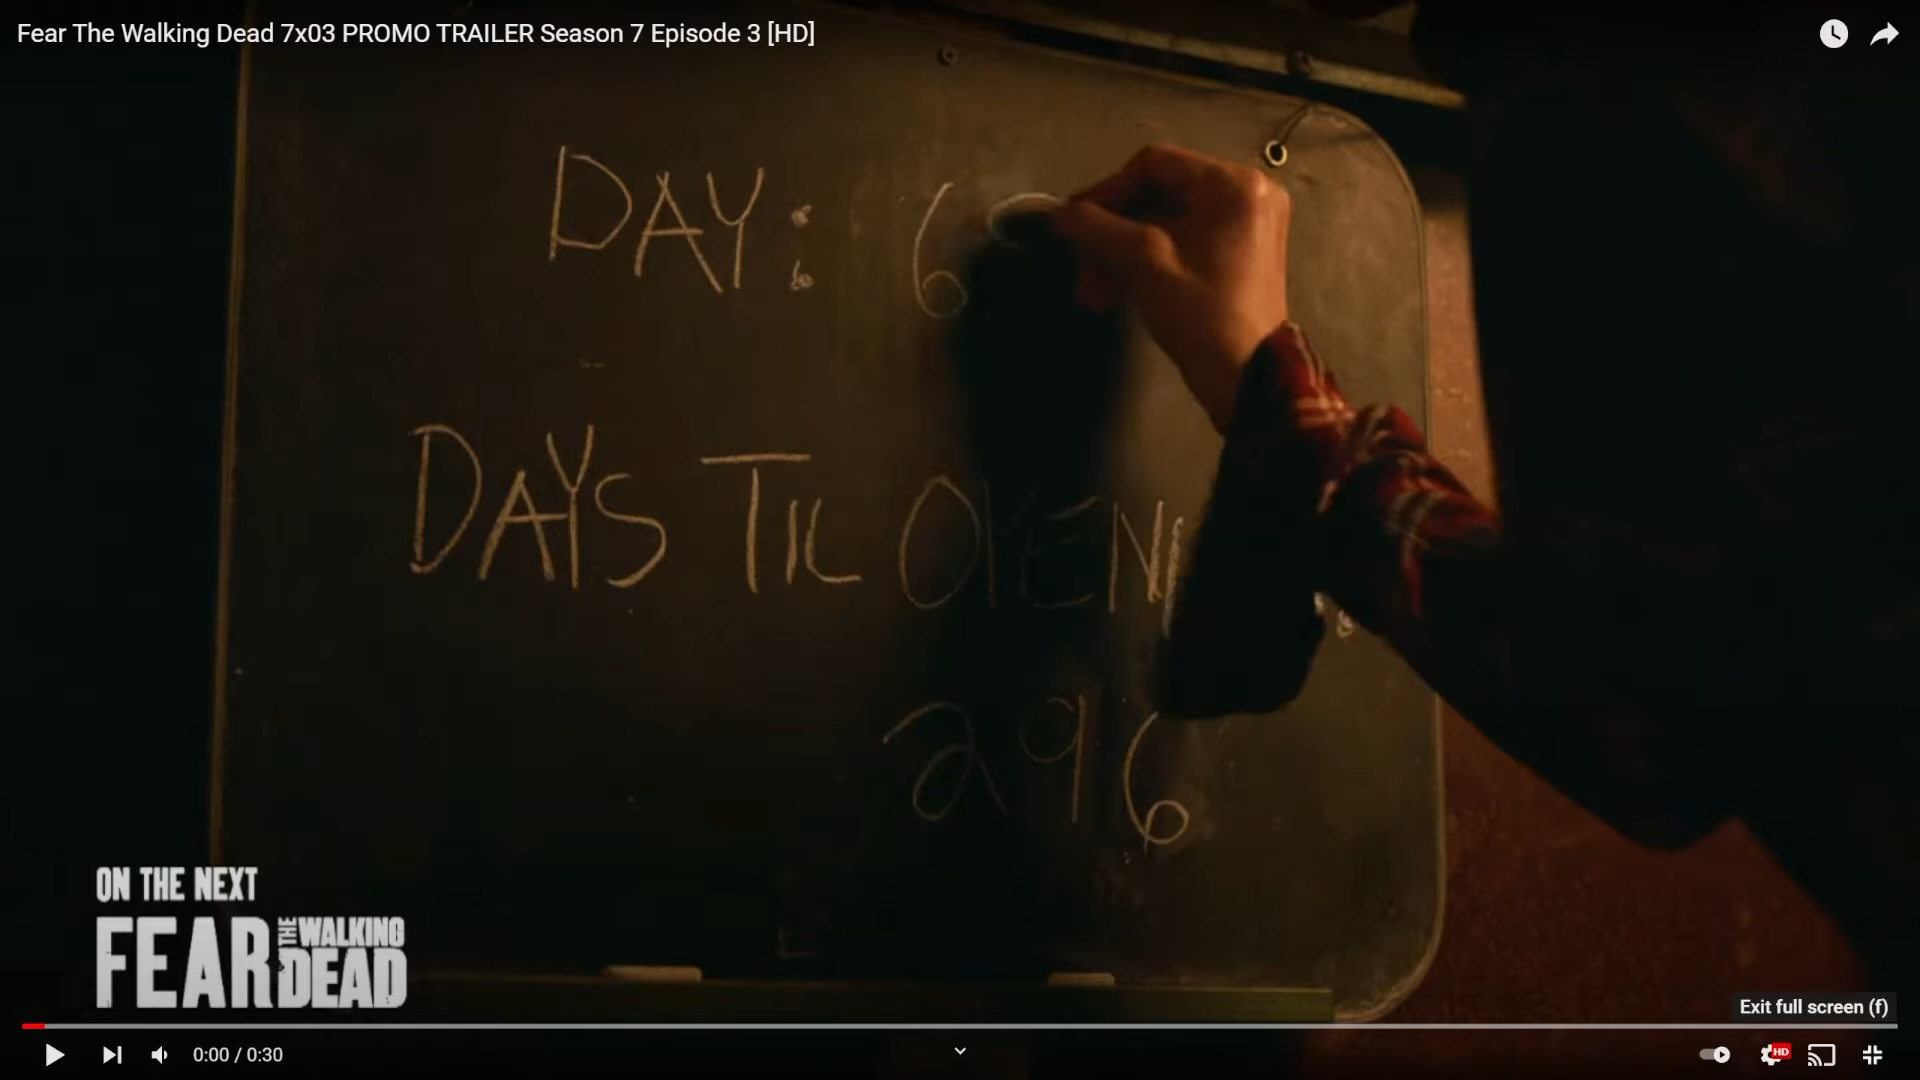 Fear The Walking Dead 7x03 PROMO TRAILER Season 7 Episode 3 [HD]
DAY: 6
DAYS TIL OPEN
296
ON THE NEXT
FEAR THE WALKING DEAD
Exit full screen (f)
0:00 / 0:30
HD